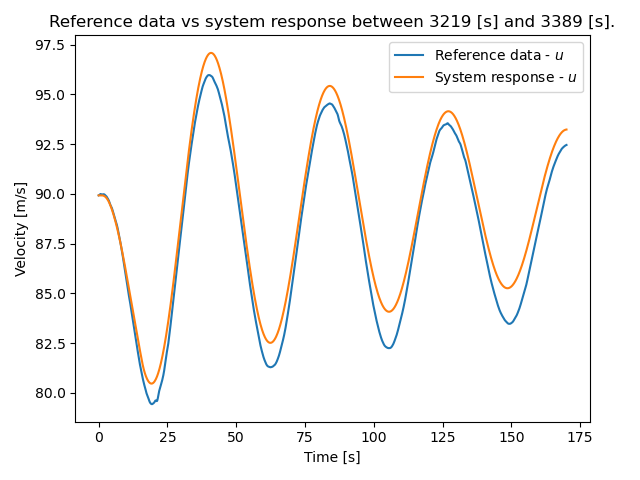 Reference data vs system response between 3219 [s] and 3389 [s].
Reference data - u
System response - u
97.5
95.0
92.5
90.0
87.5
85.0
82.5
80.0
Velocity [m/s]
0 25 50 75 100 125 150 175
Time [s]